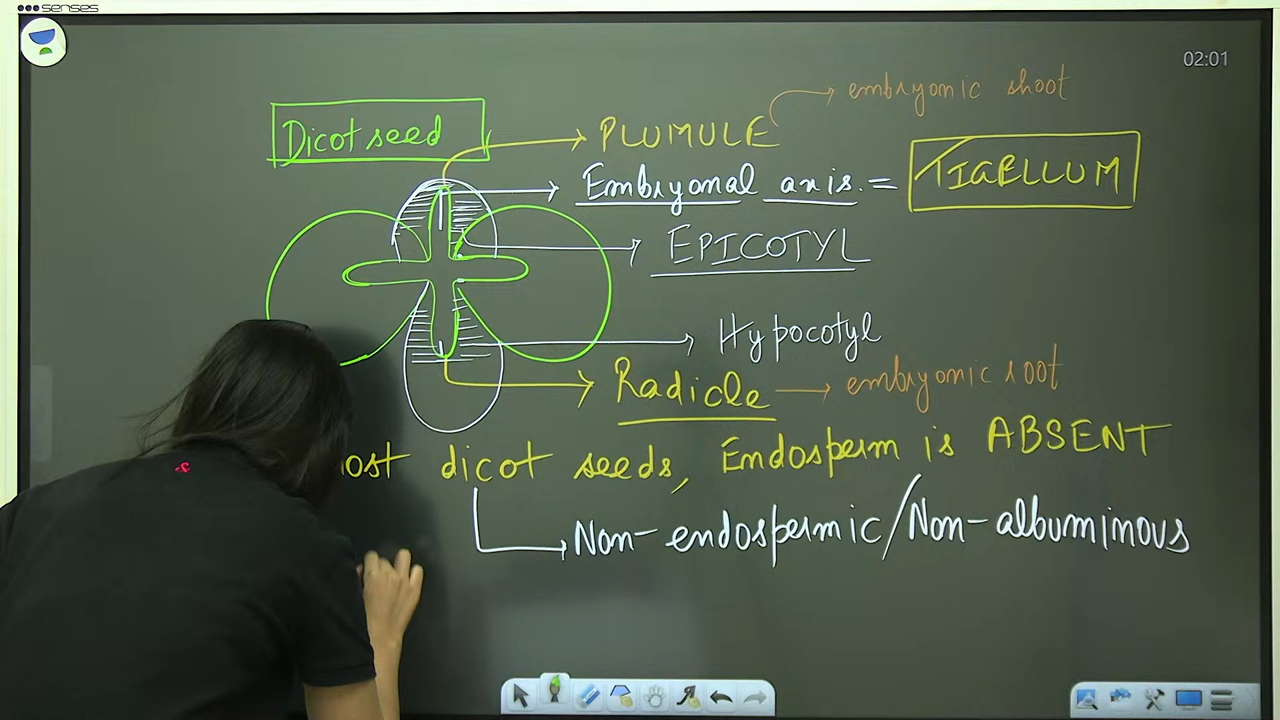 senses
02:01
embryonic shoot
Dicot seed
PLUMULE
Embryonal axis. = TIGELLUM
EPICOTYL
Hypocotyl
Radicle → embryonic root
dicot seeds, Endosperm is ABSENT
Non-endospermic/Non-albuminous